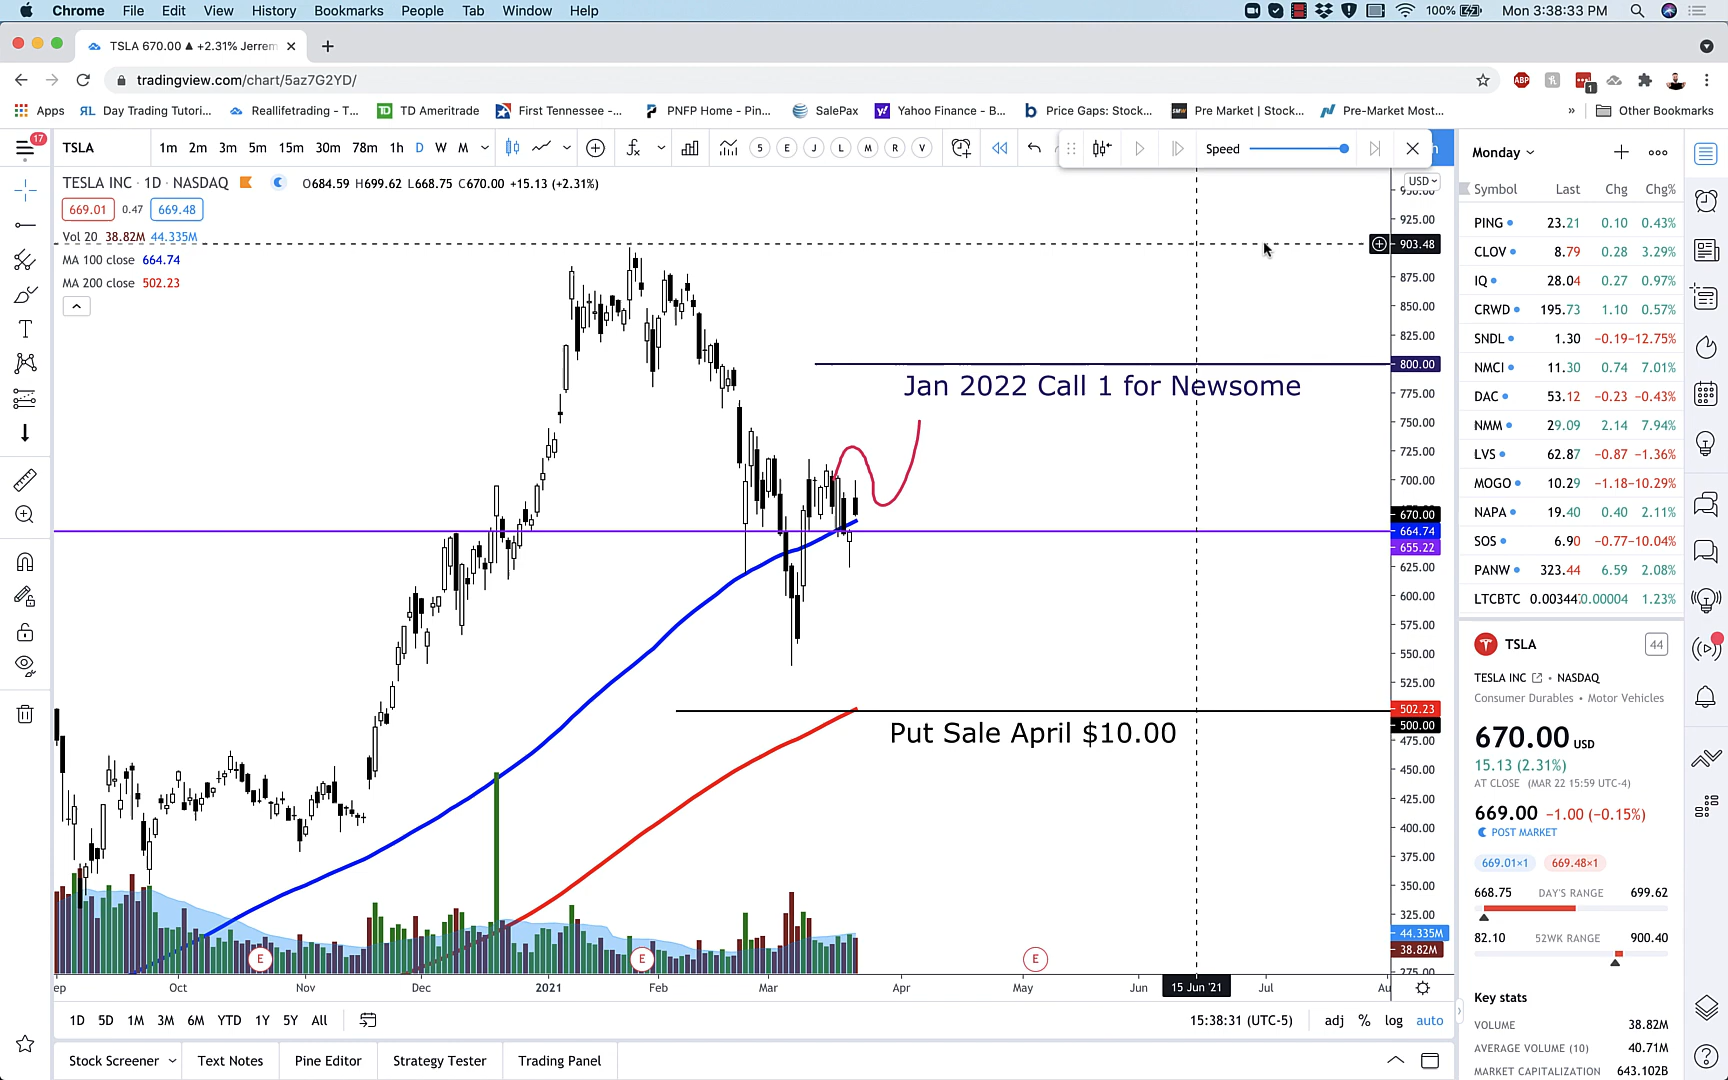 Chrome File Edit View History Bookmarks People Tab Window Help 100% Mon 3:38:33 PM
TSLA 670.00 ▲ +2.31% Jerrem
tradingview.com/chart/5az7G2YD/
Apps Day Trading Tutori... Reallifetrading - T... TD Ameritrade First Tennessee -... PNFP Home - Pin... SalePax Yahoo Finance - B... Price Gaps: Stock... Pre Market | Stock... Pre-Market Most... » Other Bookmarks
17 TSLA 1m 2m 3m 5m 15m 30m 78m 1h D W M S E J L M R V Speed
TESLA INC · 1D · NASDAQ O684.59 H699.62 L668.75 C670.00 +15.13 (+2.31%)
669.01 0.47 669.48
Vol 20 38.82M 44.335M
MA 100 close 664.74
MA 200 close 502.23
USD
925.00
903.48
875.00
850.00
825.00
800.00
Jan 2022 Call 1 for Newsome
775.00
750.00
725.00
700.00
670.00
664.74
655.22
625.00
600.00
575.00
550.00
525.00
502.23
500.00
Put Sale April $10.00
475.00
450.00
425.00
400.00
375.00
350.00
325.00
44.335M
38.82M
275.00
E E E
Oct Nov Dec 2021 Feb Mar Apr May Jun 15 Jun '21 Jul
1D 5D 1M 3M 6M YTD 1Y 5Y All 15:38:31 (UTC-5) adj % log auto
Stock Screener Text Notes Pine Editor Strategy Tester Trading Panel
Monday
Symbol Last Chg Chg%
PING 23.21 0.10 0.43%
CLOV 8.79 0.28 3.29%
IQ 28.04 0.27 0.97%
CRWD 195.73 1.10 0.57%
SNDL 1.30 −0.19 −12.75%
NMCI 11.30 0.74 7.01%
DAC 53.12 −0.23 −0.43%
NMM 29.09 2.14 7.94%
LVS 62.87 −0.87 −1.36%
MOGO 10.29 −1.18 −10.29%
NAPA 19.40 0.40 2.11%
SOS 6.90 −0.77 −10.04%
PANW 323.44 6.59 2.08%
LTCBTC 1.23%
TSLA 44
TESLA INC • NASDAQ
Consumer Durables • Motor Vehicles
670.00 USD
15.13 (2.31%)
AT CLOSE (MAR 22 15:59 UTC-4)
669.00 −1.00 (−0.15%)
POST MARKET
669.01×1 669.48×1
668.75 DAY'S RANGE 699.62
82.10 52WK RANGE 900.40
Key stats
VOLUME 38.82M
AVERAGE VOLUME (10) 40.71M
MARKET CAPITALIZATION 643.102B